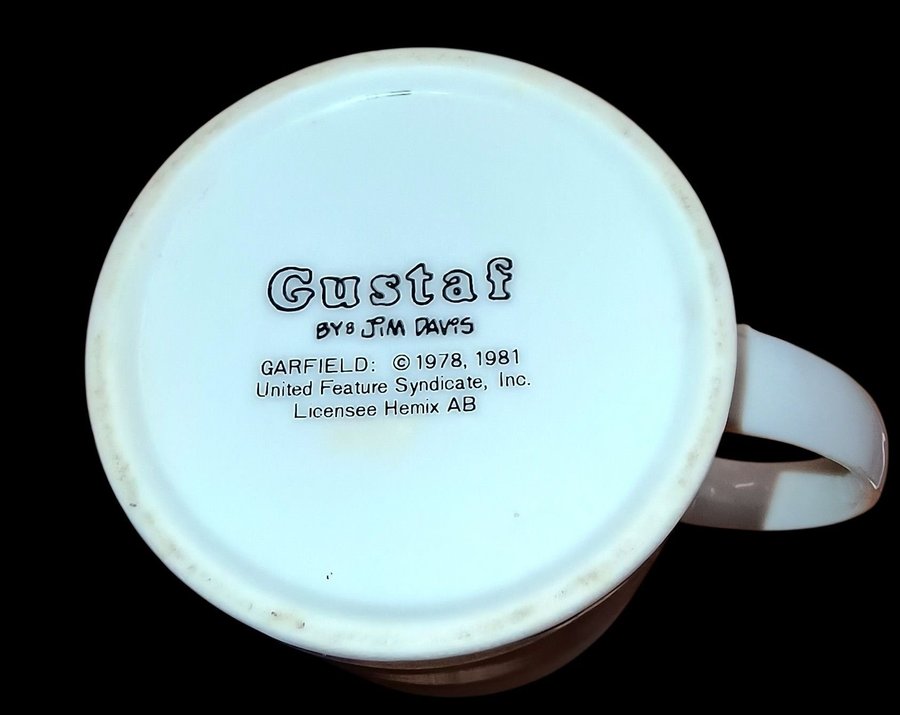 Gustaf
BY: JIM DAVIS
GARFIELD: © 1978, 1981
United Feature Syndicate, Inc.
Licensee Hemix AB